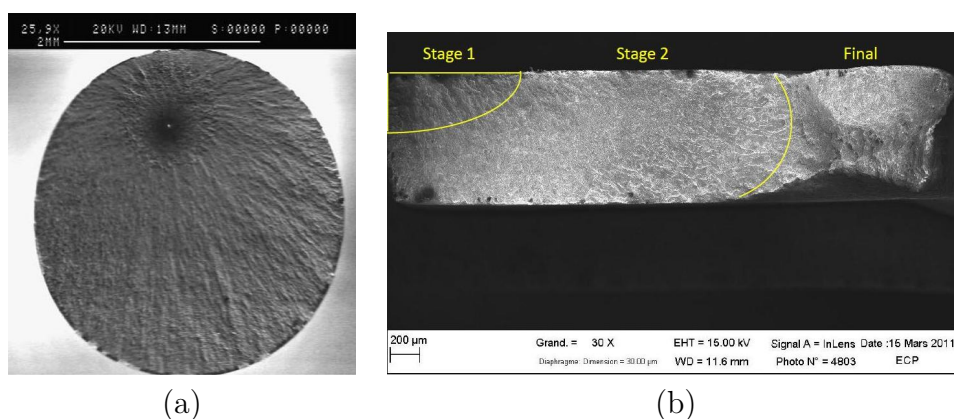 25,9X 20KV WD:13MM S:00000 P:00000
2MM
Stage 1 Stage 2 Final
200 µm
Grand. = 30 X EHT = 15.00 kV Signal A = InLens Date :15 Mars 2011
Diaphragme: Dimension = 30.00 µm WD = 11.6 mm Photo N° = 4803 ECP
(a) (b)